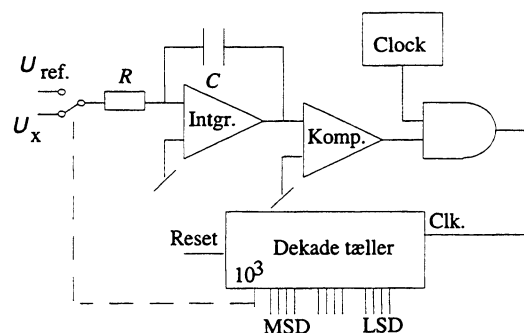 Clock
U ref.
R
C
U x
Intgr.
Komp.
Clk.
Reset
Dekade tæller
10³
MSD
LSD